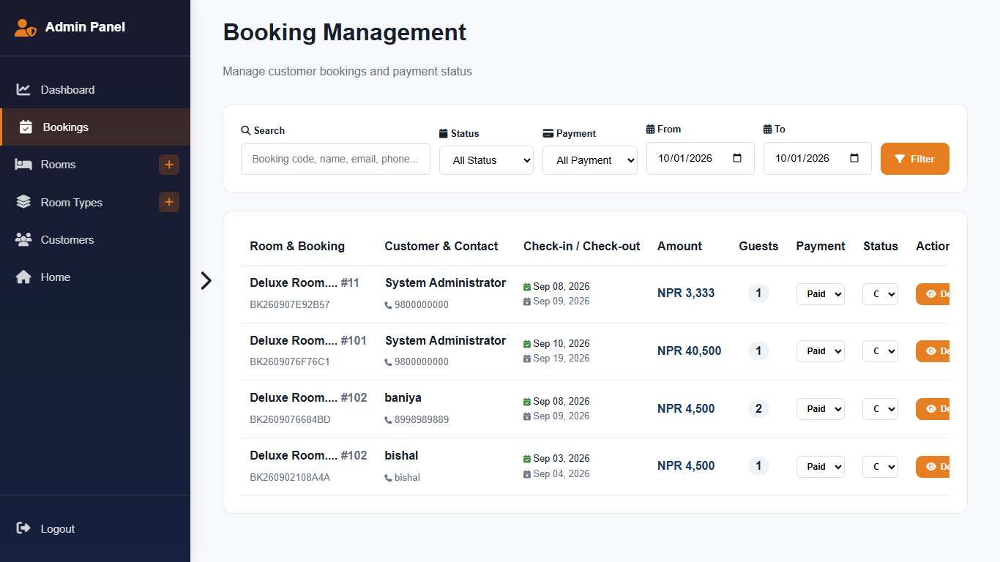 Admin Panel
Dashboard
Bookings
Rooms
Room Types
Customers
Home
Logout
Booking Management
Manage customer bookings and payment status
Search
Booking code, name, email, phone...
Status
All Status
Payment
All Payment
From
10/01/2026
To
10/01/2026
Filter
Room & Booking Customer & Contact Check-in / Check-out Amount Guests Payment Status Action
Deluxe Room.... #11 System Administrator Sep 08, 2026 NPR 3,333 1 Paid C De
BK260907E92B57 9800000000 Sep 09, 2026
Deluxe Room.... #101 System Administrator Sep 10, 2026 NPR 40,500 1 Paid C De
BK2609076F76C1 9800000000 Sep 19, 2026
Deluxe Room.... #102 baniya Sep 08, 2026 NPR 4,500 2 Paid C De
BK2609076684BD 8998989889 Sep 09, 2026
Deluxe Room.... #102 bishal Sep 03, 2026 NPR 4,500 1 Paid C De
BK260902108A4A bishal Sep 04, 2026